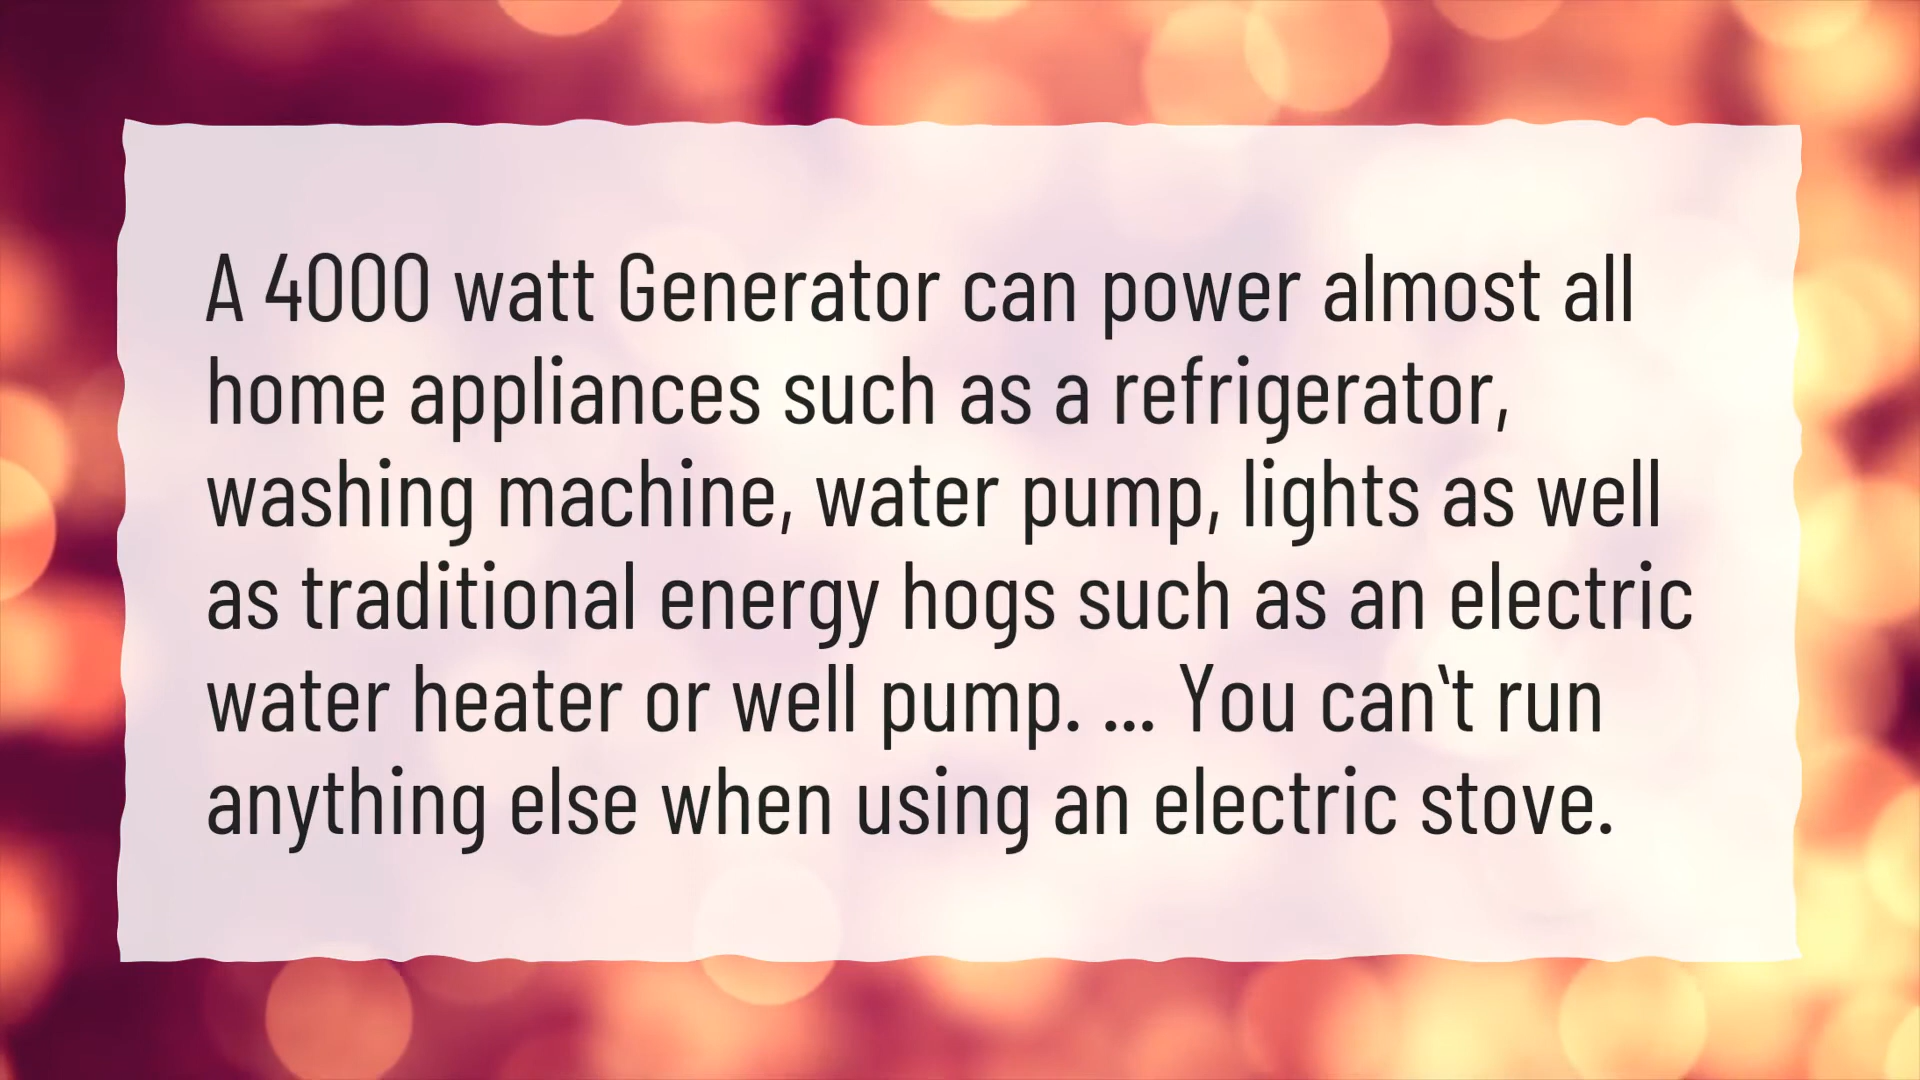 A 4000 watt Generator can power almost all
home appliances such as a refrigerator,
washing machine, water pump, lights as well
as traditional energy hogs such as an electric
water heater or well pump. ... You can‛t run
anything else when using an electric stove.